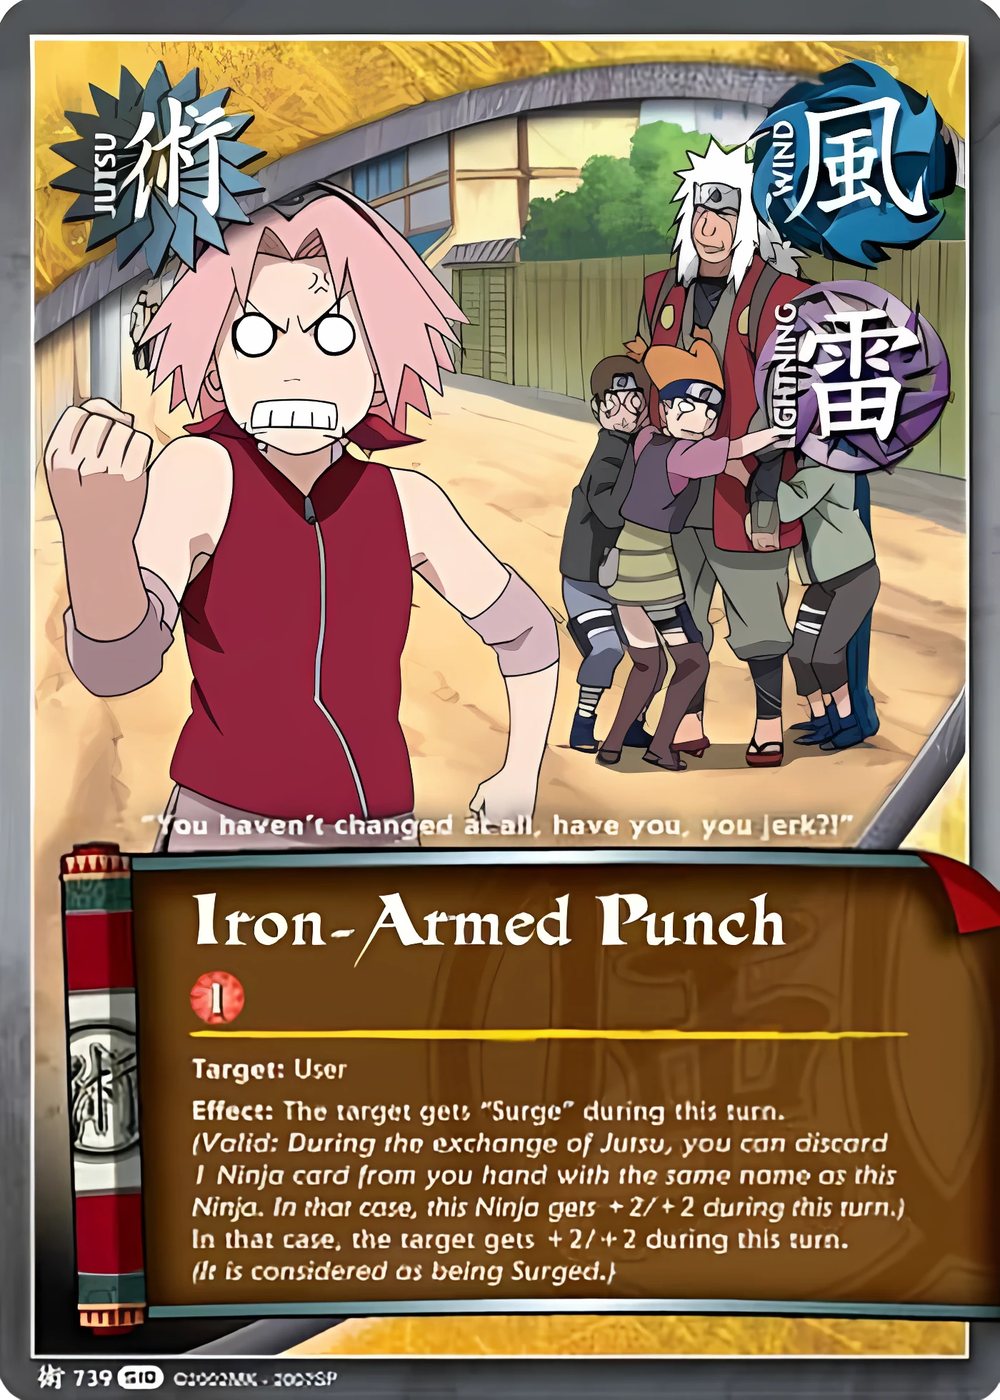 JUTSU 術
WIND 風
LIGHTNING 雷
"You haven't changed at all, have you, you jerk?!"
Iron-Armed Punch
1
Target: User
Effect: The target gets "Surge" during this turn.
(Valid: During the exchange of Jutsu, you can discard
1 Ninja card from you hand with the same name as this
Ninja. In that case, this Ninja gets +2/+2 during this turn.)
In that case, the target gets +2/+2 during this turn.
(It is considered as being Surged.)
術
術 739